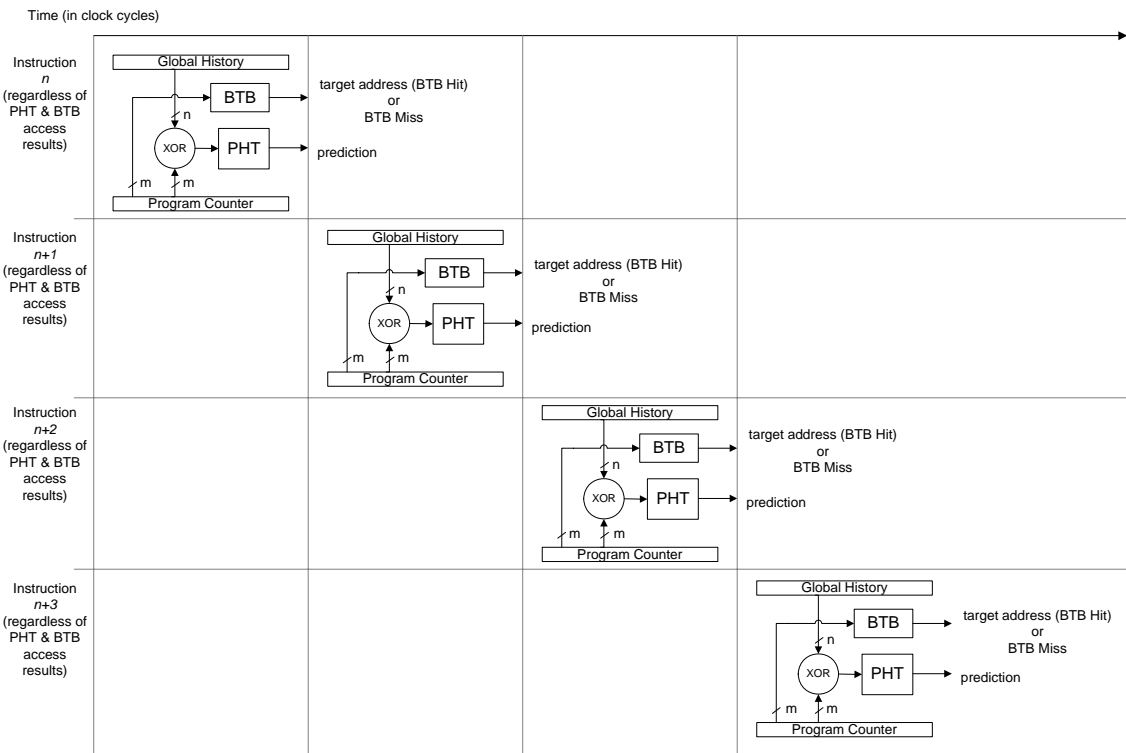 Time (in clock cycles)
Instruction
n
(regardless of
PHT & BTB
access
results)
Global History
BTB
target address (BTB Hit)
or
BTB Miss
n
XOR
PHT
prediction
m
m
Program Counter
Instruction
n+1
(regardless of
PHT & BTB
access
results)
Global History
BTB
target address (BTB Hit)
or
BTB Miss
n
XOR
PHT
prediction
m
m
Program Counter
Instruction
n+2
(regardless of
PHT & BTB
access
results)
Global History
BTB
target address (BTB Hit)
or
BTB Miss
n
XOR
PHT
prediction
m
m
Program Counter
Instruction
n+3
(regardless of
PHT & BTB
access
results)
Global History
BTB
target address (BTB Hit)
or
BTB Miss
n
XOR
PHT
prediction
m
m
Program Counter